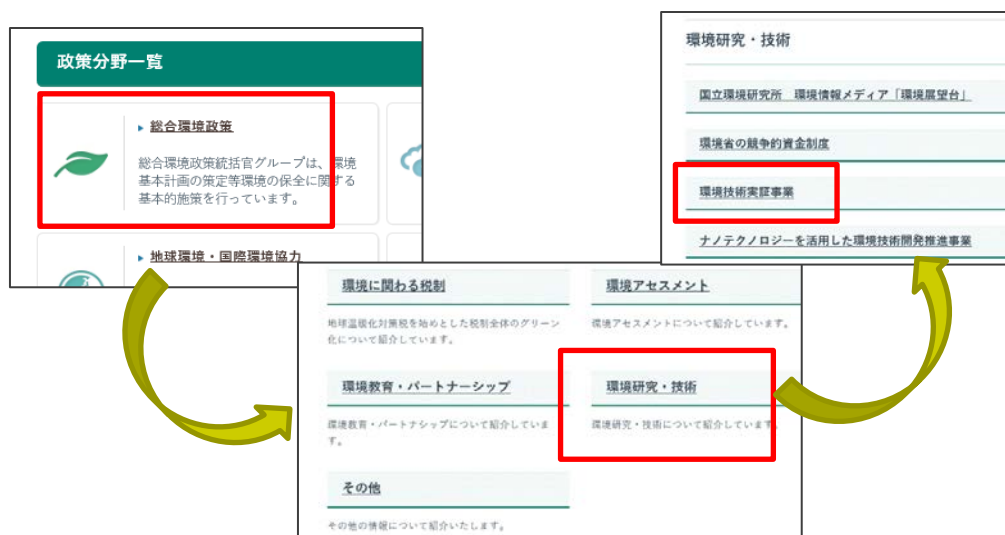 政策分野一覧
総合環境政策
総合環境政策統括官グループは、環境
基本計画の策定等環境の保全に関する
基本的施策を行っています。
地球環境・国際環境協力
環境に関わる税制
地球温暖化対策税を始めとした税制全体のグリーン
化について紹介しています。
環境アセスメント
環境アセスメントについて紹介しています。
環境教育・パートナーシップ
環境教育・パートナシップについて紹介していま
す。
環境研究・技術
環境研究・技術について紹介しています。
その他
その他の情報について紹介いたします。
環境研究・技術
国立環境研究所 環境情報メディア「環境展望台」
環境省の競争的資金制度
環境技術実証事業
ナノテクノロジーを活用した環境技術開発推進事業